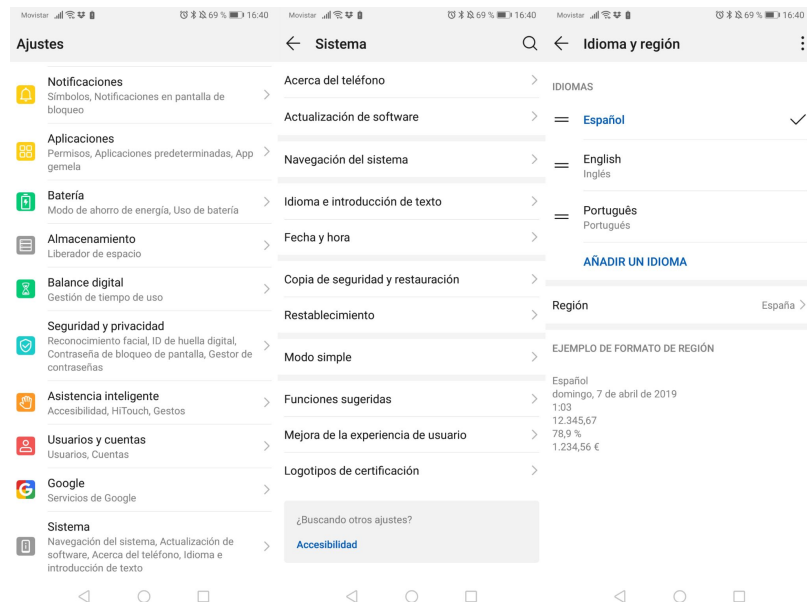 Movistar 69 % 16:40
Ajustes
Notificaciones
Símbolos, Notificaciones en pantalla de
bloqueo
Aplicaciones
Permisos, Aplicaciones predeterminadas, App
gemela
Batería
Modo de ahorro de energía, Uso de batería
Almacenamiento
Liberador de espacio
Balance digital
Gestión de tiempo de uso
Seguridad y privacidad
Reconocimiento facial, ID de huella digital,
Contraseña de bloqueo de pantalla, Gestor de
contraseñas
Asistencia inteligente
Accesibilidad, HiTouch, Gestos
Usuarios y cuentas
Usuarios, Cuentas
Google
Servicios de Google
Sistema
Navegación del sistema, Actualización de
software, Acerca del teléfono, Idioma e
introducción de texto
Movistar 69 % 16:40
Sistema
Acerca del teléfono
Actualización de software
Navegación del sistema
Idioma e introducción de texto
Fecha y hora
Copia de seguridad y restauración
Restablecimiento
Modo simple
Funciones sugeridas
Mejora de la experiencia de usuario
Logotipos de certificación
¿Buscando otros ajustes?
Accesibilidad
Movistar 69 % 16:40
Idioma y región
IDIOMAS
Español
English
Inglés
Português
Portugués
AÑADIR UN IDIOMA
Región España
EJEMPLO DE FORMATO DE REGIÓN
Español
domingo, 7 de abril de 2019
1:03
12.345,67
78,9 %
1.234,56 €